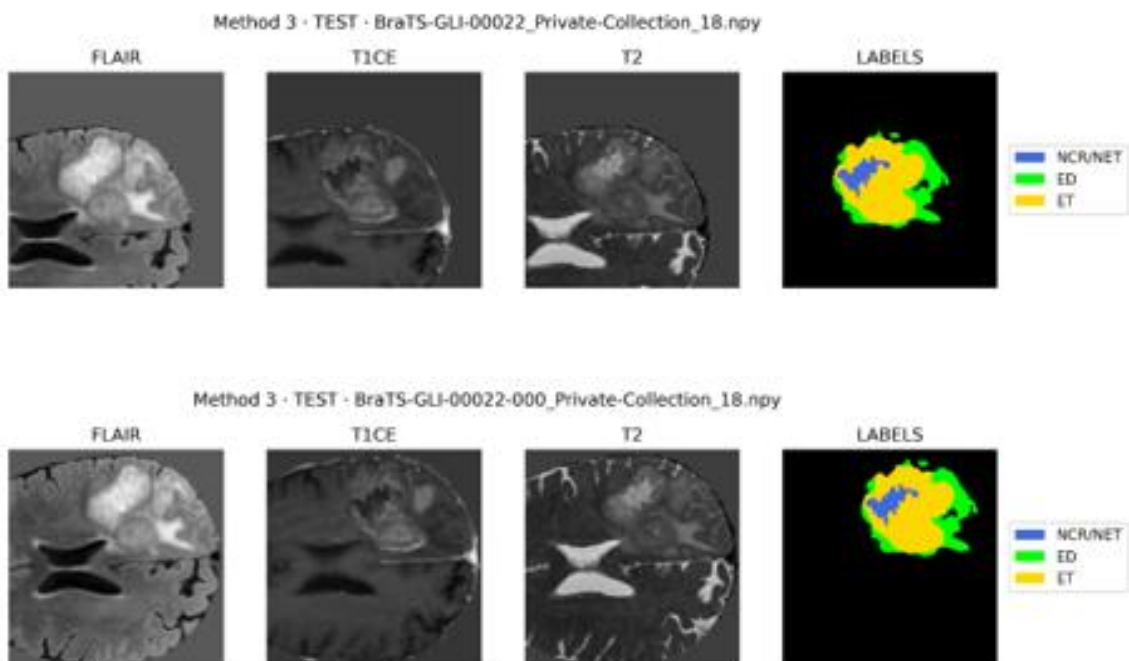 Method 3 · TEST · BraTS-GLI-00022_Private-Collection_18.npy
FLAIR T1CE T2 LABELS
NCR/NET
ED
ET
Method 3 · TEST · BraTS-GLI-00022-000_Private-Collection_18.npy
FLAIR T1CE T2 LABELS
NCR/NET
ED
ET